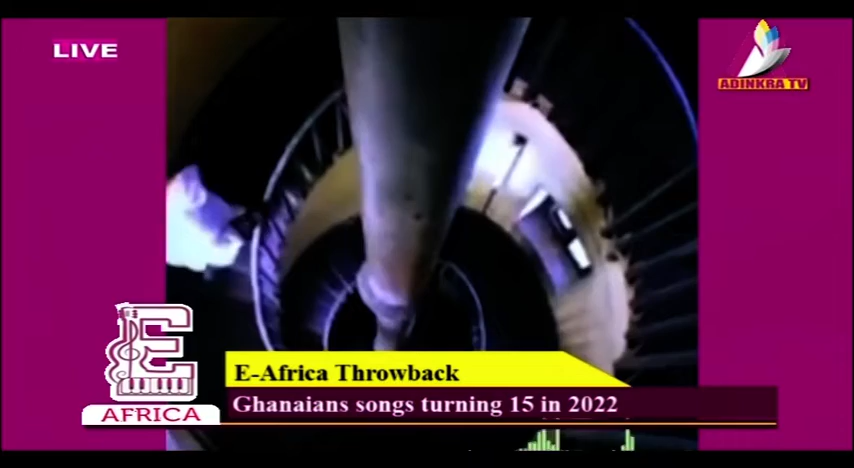 LIVE
ADINKRA TV
E-Africa Throwback
Ghanaians songs turning 15 in 2022
E
AFRICA